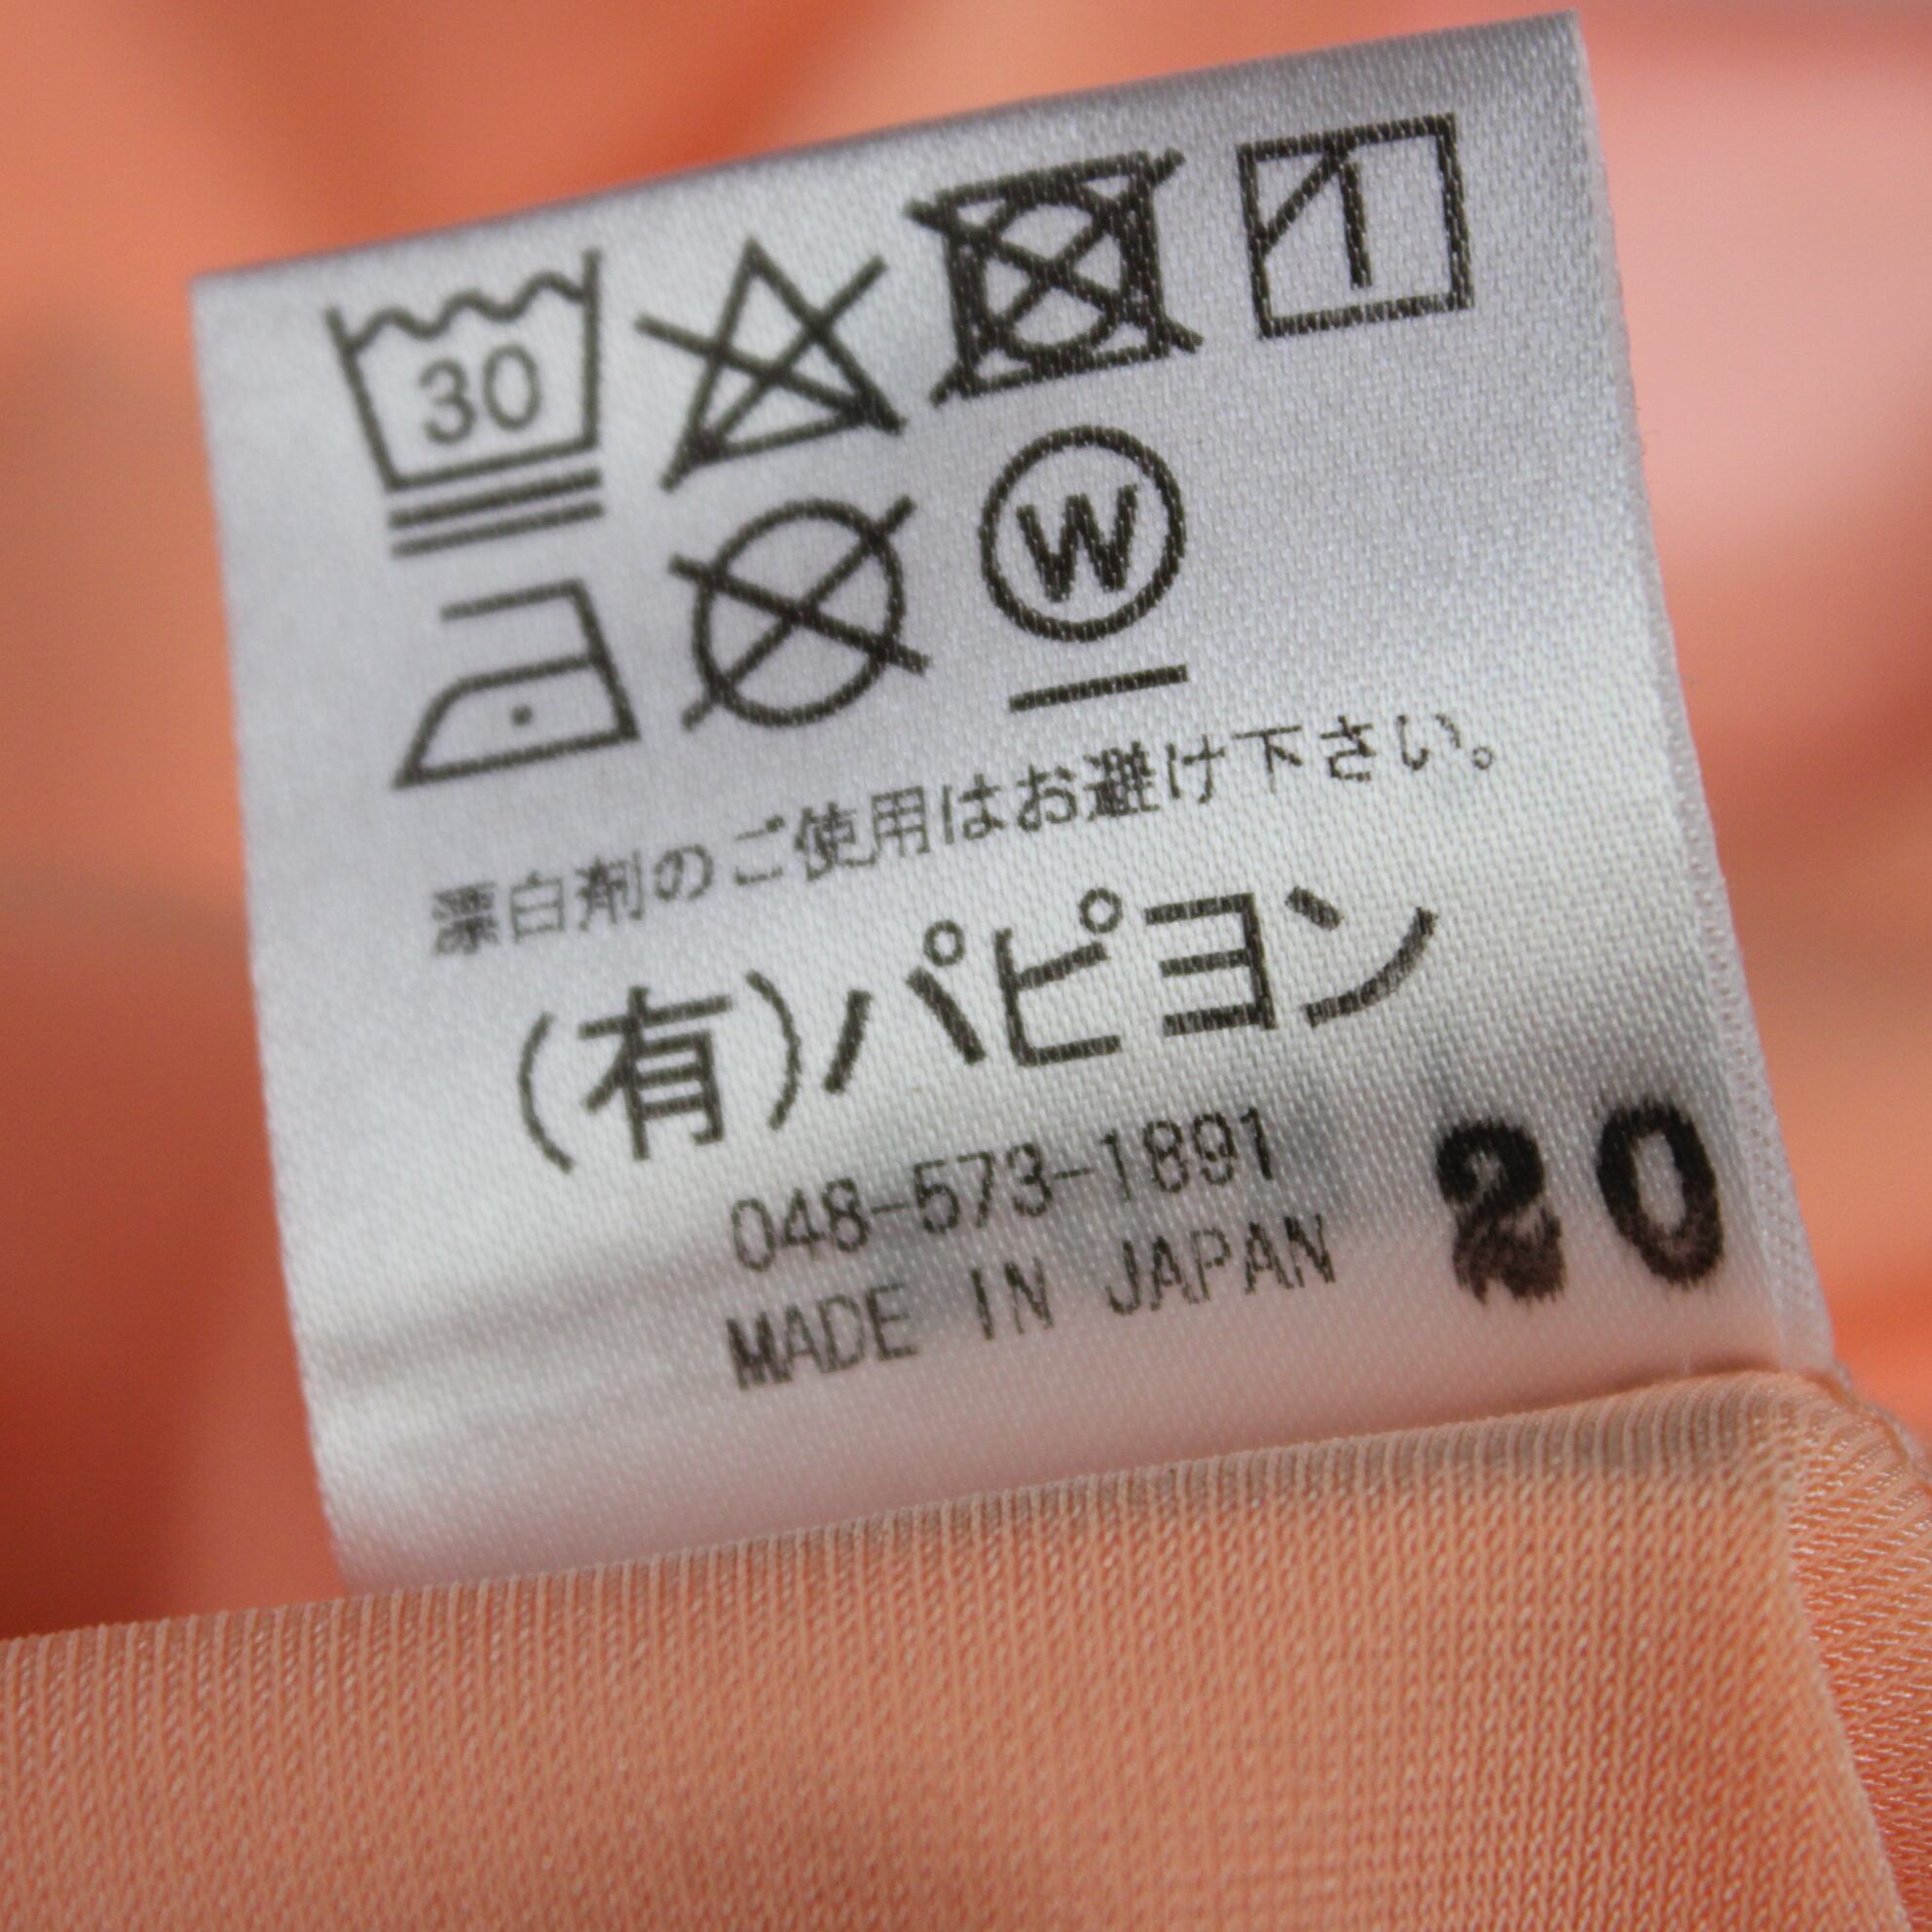 30
W
漂白剤のご使用はお避け下さい。
(有)パピヨン
048-573-1891
MADE IN JAPAN
20